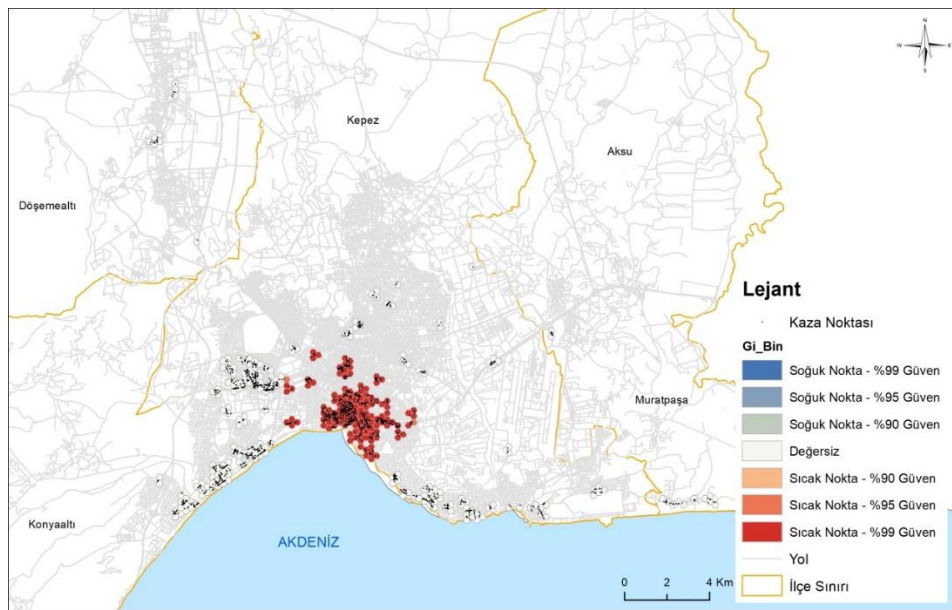 N
W E
S
Kepez
Aksu
Döşemealtı
Muratpaşa
Konyaaltı
AKDENİZ
0 2 4 Km
Lejant
Kaza Noktası
Gi_Bin
Soğuk Nokta - %99 Güven
Soğuk Nokta - %95 Güven
Soğuk Nokta - %90 Güven
Değersiz
Sıcak Nokta - %90 Güven
Sıcak Nokta - %95 Güven
Sıcak Nokta - %99 Güven
Yol
İlçe Sınırı